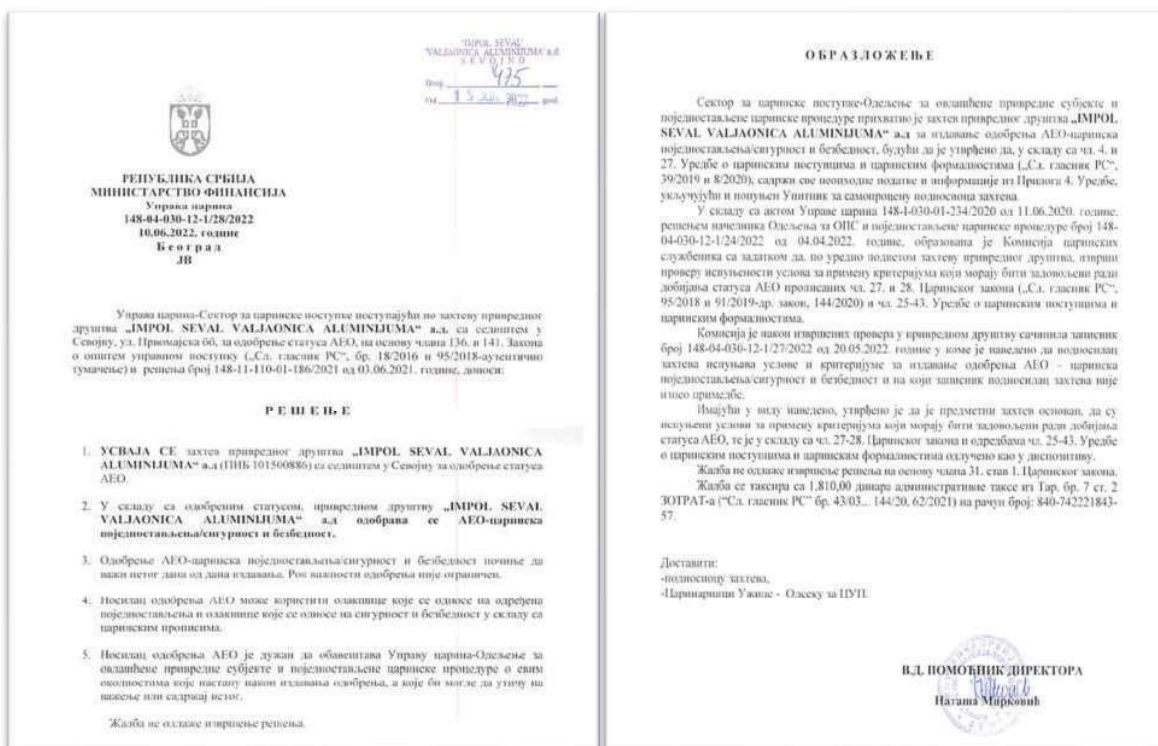 "IMPOL SEVAL"
VALJAONICA ALUMINIJUMA a.d
SEVOJNO
Број 475
15 2022 год
РЕПУБЛИКА СРБИЈА
МИНИСТАРСТВО ФИНАНСИЈА
Управа царина
148-04-030-12-1/28/2022
10.06.2022. године
Београд
ЈВ
Управа царина-Сектор за царинске поступке поступајући по захтеву привредног
друштва „IMPOL SEVAL VALJAONICA ALUMINIJUMA“ а.д. са седиштем у
Севојну, ул. Првомајска бб, за одобрење статуса АЕО, на основу члана 136. и 141. Закона
о општем управном поступку („Сл. гласник РС“, бр. 18/2016 и 95/2018-аутентично
тумачење) и решења број 148-11-110-01-186/2021 од 03.06.2021. године, доноси:
РЕШЕЊЕ
1. УСВАЈА СЕ захтев привредног друштва „IMPOL SEVAL VALJAONICA
ALUMINIJUMA“ а.д (ПИБ 101500886) са седиштем у Севојну за одобрење статуса
АЕО.
2. У складу са одобреним статусом, привредном друштву „IMPOL SEVAL
VALJAONICA ALUMINIJUMA“ а.д одобрава се АЕО-царинска
поједностављења/сигурност и безбедност.
3. Одобрење АЕО-царинска поједностављења/сигурност и безбедност почиње да
важи петог дана од дана издавања. Рок важности одобрења није ограничен.
4. Носилац одобрења АЕО може користити олакшице које се односе на одређена
поједностављења и олакшице које се односе на сигурност и безбедност у складу са
царинским прописима.
5. Носилац одобрења АЕО је дужан да обавештава Управу царина-Одељење за
овлашћене привредне субјекте и поједностављене царинске процедуре о свим
околностима које настану након издавања одобрења, а које би могле да утичу на
важење или садржај истог.
Жалба не одлаже извршење решења.
ОБРАЗЛОЖЕЊЕ
Сектор за царинске поступке-Одељење за овлашћене привредне субјекте и
поједностављене царинске процедуре прихватио је захтев привредног друштва „IMPOL
SEVAL VALJAONICA ALUMINIJUMA“ а.д за издавање одобрења АЕО-царинска
поједностављења/сигурност и безбедност, будући да је утврђено да, у складу са чл. 4. и
27. Уредбе о царинским поступцима и царинским формалностима („Сл. гласник РС“,
39/2019 и 8/2020), садржи све неопходне податке и информације из Прилога 4. Уредбе,
укључујући и попуњен Упитник за самопроцену подносиоца захтева.
У складу са актом Управе царина 148-I-030-01-234/2020 од 11.06.2020. године,
решењем начелника Одељења за ОПС и поједностављене царинске процедуре број 148-
04-030-12-1/24/2022 од 04.04.2022. године, образована је Комисија царинских
службеника са задатком да, по уредно поднетом захтеву привредног друштва, изврши
проверу испуњености услова за примену критеријума који морају бити задовољени ради
добијања статуса АЕО прописаних чл. 27. и 28. Царинског закона („Сл. гласник РС“,
95/2018 и 91/2019-др. закон, 144/2020) и чл. 25-43. Уредбе о царинским поступцима и
царинским формалностима.
Комисија је након извршених провера у привредном друштву сачинила записник
број 148-04-030-12-1/27/2022 од 20.05.2022. године у коме је наведено да подносилац
захтева испуњава услове и критеријуме за издавање одобрења АЕО – царинска
поједностављења/сигурност и безбедност и на који записник подносилац захтева није
изнео примедбе.
Имајући у виду наведено, утврђено је да је предметни захтев основан, да су
испуњени услови за примену критеријума који морају бити задовољени ради добијања
статуса АЕО, те је у складу са чл. 27-28. Царинског закона и одредбама чл. 25-43. Уредбе
о царинским поступцима и царинским формалностима одлучено као у диспозитиву.
Жалба не одлаже извршење решења на основу члана 31. став 1. Царинског закона.
Жалба се таксира са 1.810,00 динара административне таксе из Тар. бр. 7 ст. 2
ЗОТРАТ-а (“Сл. гласник РС” бр. 43/03... 144/20, 62/2021) на рачун број: 840-742221843-
57.
Доставити:
-подносиоцу захтева,
-Царинарници Ужице - Одсеку за ЦУП.
В.Д. ПОМОЋНИК ДИРЕКТОРА
Наташа Мирковић